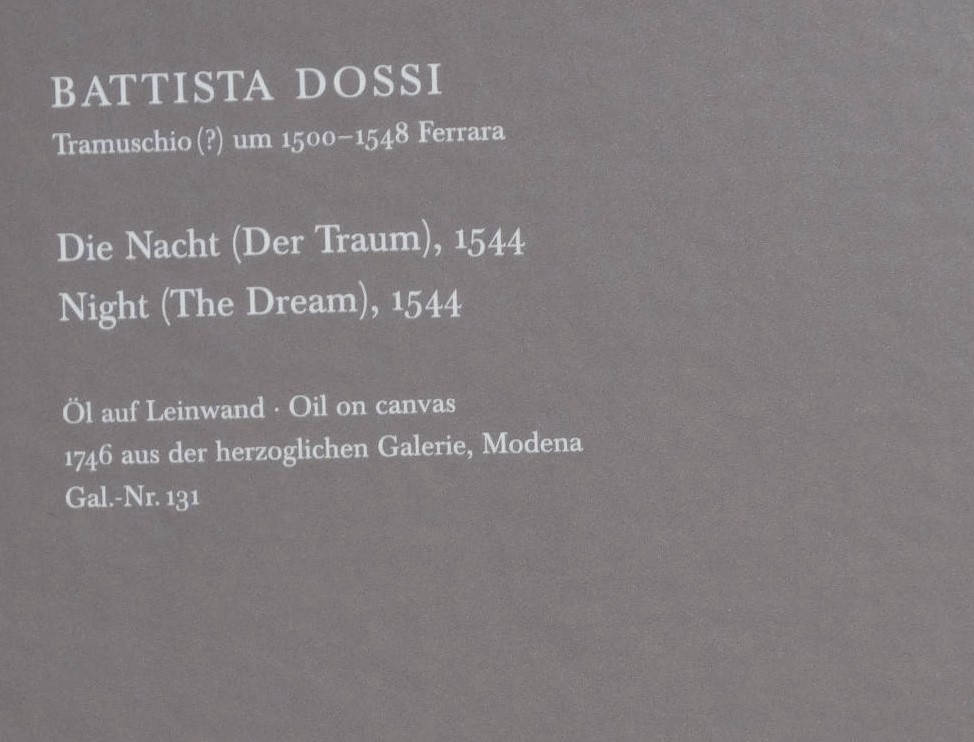 BATTISTA DOSSI
Tramuschio (?) um 1500–1548 Ferrara
Die Nacht (Der Traum), 1544
Night (The Dream), 1544
Öl auf Leinwand · Oil on canvas
1746 aus der herzoglichen Galerie, Modena
Gal.-Nr. 131